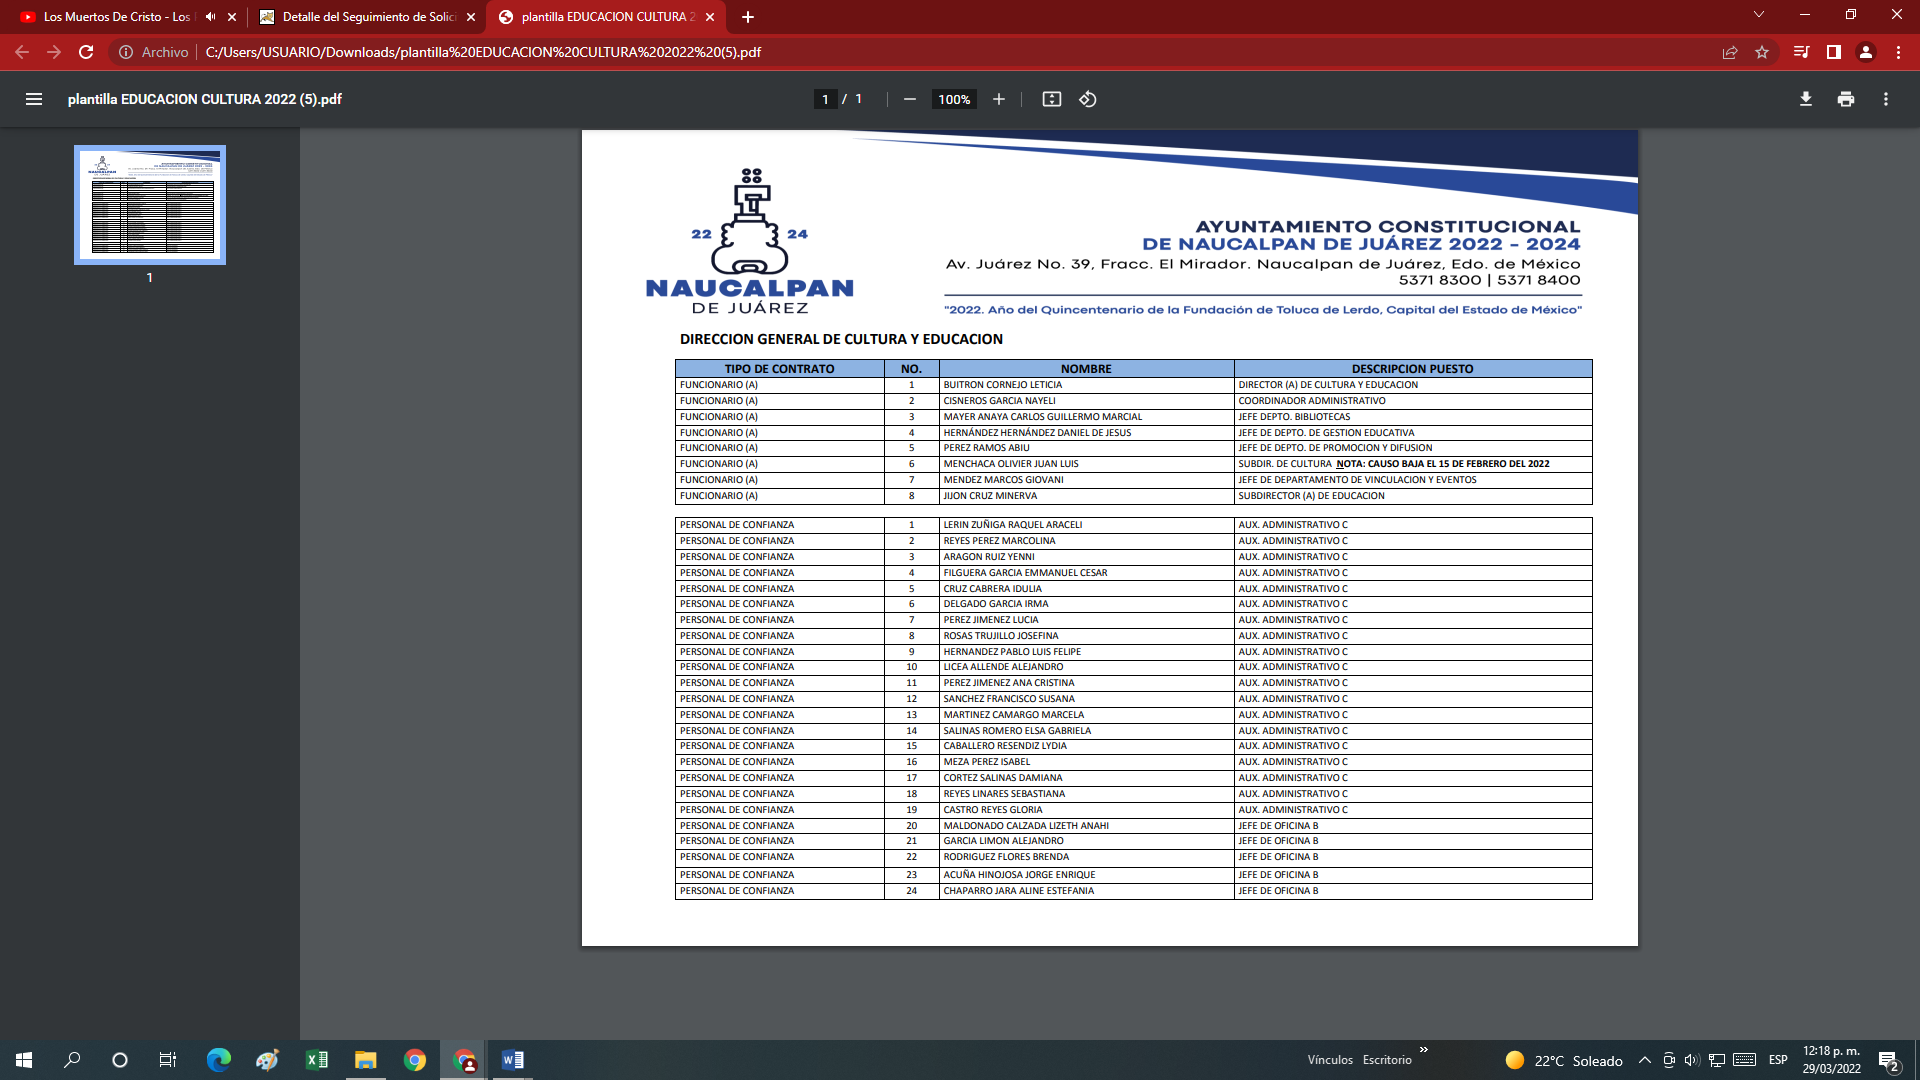 Los Muertos De Cristo - Los
Detalle del Seguimiento de Solici
plantilla EDUCACION CULTURA 2
Archivo
C:/Users/USUARIO/Downloads/plantilla%20EDUCACION%20CULTURA%202022%20(5).pdf
plantilla EDUCACION CULTURA 2022 (5).pdf
1 / 1
100%
1
22 24
NAUCALPAN
DE JUÁREZ
AYUNTAMIENTO CONSTITUCIONAL
DE NAUCALPAN DE JUÁREZ 2022 - 2024
Av. Juárez No. 39, Fracc. El Mirador. Naucalpan de Juárez, Edo. de México
5371 8300 | 5371 8400
"2022. Año del Quincentenario de la Fundación de Toluca de Lerdo, Capital del Estado de México"
DIRECCION GENERAL DE CULTURA Y EDUCACION
TIPO DE CONTRATO NO. NOMBRE DESCRIPCION PUESTO
FUNCIONARIO (A) 1 BUITRON CORNEJO LETICIA DIRECTOR (A) DE CULTURA Y EDUCACION
FUNCIONARIO (A) 2 CISNEROS GARCIA NAYELI COORDINADOR ADMINISTRATIVO
FUNCIONARIO (A) 3 MAYER ANAYA CARLOS GUILLERMO MARCIAL JEFE DEPTO. BIBLIOTECAS
FUNCIONARIO (A) 4 HERNÁNDEZ HERNÁNDEZ DANIEL DE JESUS JEFE DE DEPTO. DE GESTION EDUCATIVA
FUNCIONARIO (A) 5 PEREZ RAMOS ABIU JEFE DE DEPTO. DE PROMOCION Y DIFUSION
FUNCIONARIO (A) 6 MENCHACA OLIVIER JUAN LUIS SUBDIR. DE CULTURA NOTA: CAUSO BAJA EL 15 DE FEBRERO DEL 2022
FUNCIONARIO (A) 7 MENDEZ MARCOS GIOVANI JEFE DE DEPARTAMENTO DE VINCULACION Y EVENTOS
FUNCIONARIO (A) 8 JIJON CRUZ MINERVA SUBDIRECTOR (A) DE EDUCACION
PERSONAL DE CONFIANZA 1 LERIN ZUÑIGA RAQUEL ARACELI AUX. ADMINISTRATIVO C
PERSONAL DE CONFIANZA 2 REYES PEREZ MARCOLINA AUX. ADMINISTRATIVO C
PERSONAL DE CONFIANZA 3 ARAGON RUIZ YENNI AUX. ADMINISTRATIVO C
PERSONAL DE CONFIANZA 4 FILGUERA GARCIA EMMANUEL CESAR AUX. ADMINISTRATIVO C
PERSONAL DE CONFIANZA 5 CRUZ CABRERA IDULIA AUX. ADMINISTRATIVO C
PERSONAL DE CONFIANZA 6 DELGADO GARCIA IRMA AUX. ADMINISTRATIVO C
PERSONAL DE CONFIANZA 7 PEREZ JIMENEZ LUCIA AUX. ADMINISTRATIVO C
PERSONAL DE CONFIANZA 8 ROSAS TRUJILLO JOSEFINA AUX. ADMINISTRATIVO C
PERSONAL DE CONFIANZA 9 HERNANDEZ PABLO LUIS FELIPE AUX. ADMINISTRATIVO C
PERSONAL DE CONFIANZA 10 LICEA ALLENDE ALEJANDRO AUX. ADMINISTRATIVO C
PERSONAL DE CONFIANZA 11 PEREZ JIMENEZ ANA CRISTINA AUX. ADMINISTRATIVO C
PERSONAL DE CONFIANZA 12 SANCHEZ FRANCISCO SUSANA AUX. ADMINISTRATIVO C
PERSONAL DE CONFIANZA 13 MARTINEZ CAMARGO MARCELA AUX. ADMINISTRATIVO C
PERSONAL DE CONFIANZA 14 SALINAS ROMERO ELSA GABRIELA AUX. ADMINISTRATIVO C
PERSONAL DE CONFIANZA 15 CABALLERO RESENDIZ LYDIA AUX. ADMINISTRATIVO C
PERSONAL DE CONFIANZA 16 MEZA PEREZ ISABEL AUX. ADMINISTRATIVO C
PERSONAL DE CONFIANZA 17 CORTEZ SALINAS DAMIANA AUX. ADMINISTRATIVO C
PERSONAL DE CONFIANZA 18 REYES LINARES SEBASTIANA AUX. ADMINISTRATIVO C
PERSONAL DE CONFIANZA 19 CASTRO REYES GLORIA AUX. ADMINISTRATIVO C
PERSONAL DE CONFIANZA 20 MALDONADO CALZADA LIZETH ANAHI JEFE DE OFICINA B
PERSONAL DE CONFIANZA 21 GARCIA LIMON ALEJANDRO JEFE DE OFICINA B
PERSONAL DE CONFIANZA 22 RODRIGUEZ FLORES BRENDA JEFE DE OFICINA B
PERSONAL DE CONFIANZA 23 ACUÑA HINOJOSA JORGE ENRIQUE JEFE DE OFICINA B
PERSONAL DE CONFIANZA 24 CHAPARRO JARA ALINE ESTEFANIA JEFE DE OFICINA B
Vínculos Escritorio » 22°C Soleado ESP 12:18 p. m.
29/03/2022 2